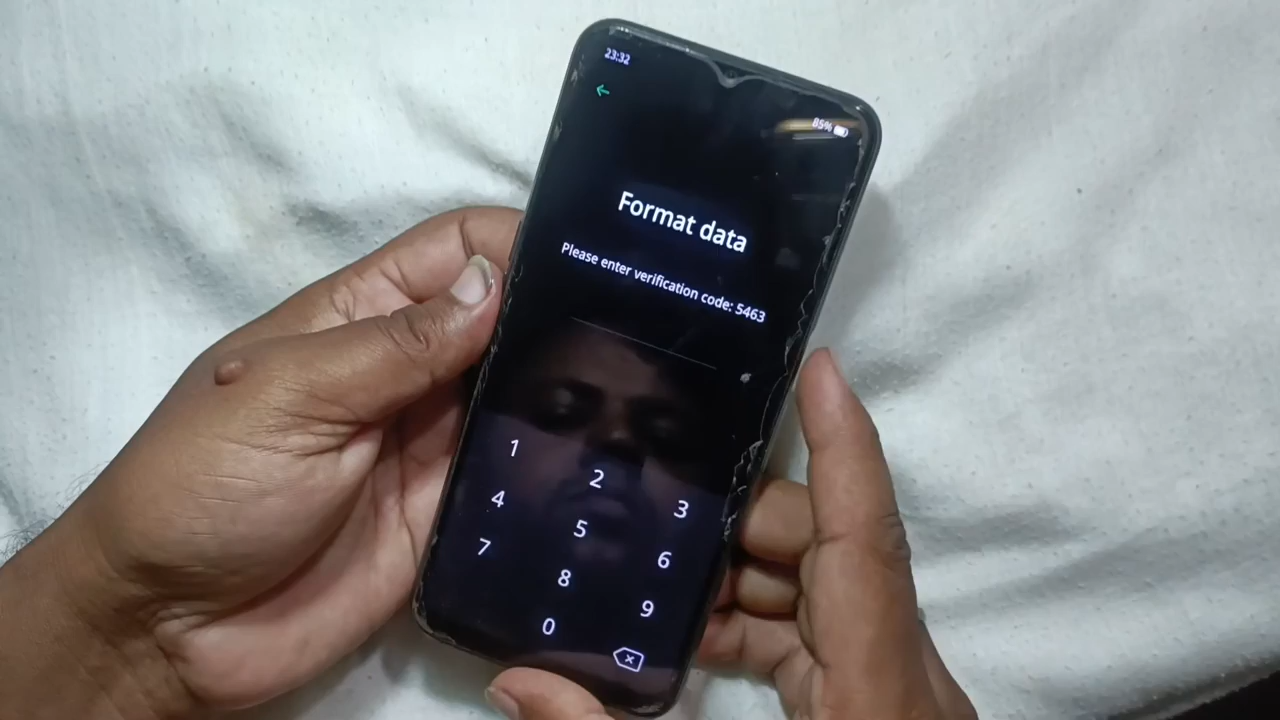 23:32
85%
Format data
Please enter verification code: 5463
1 2 3
4 5 6
7 8 9
0